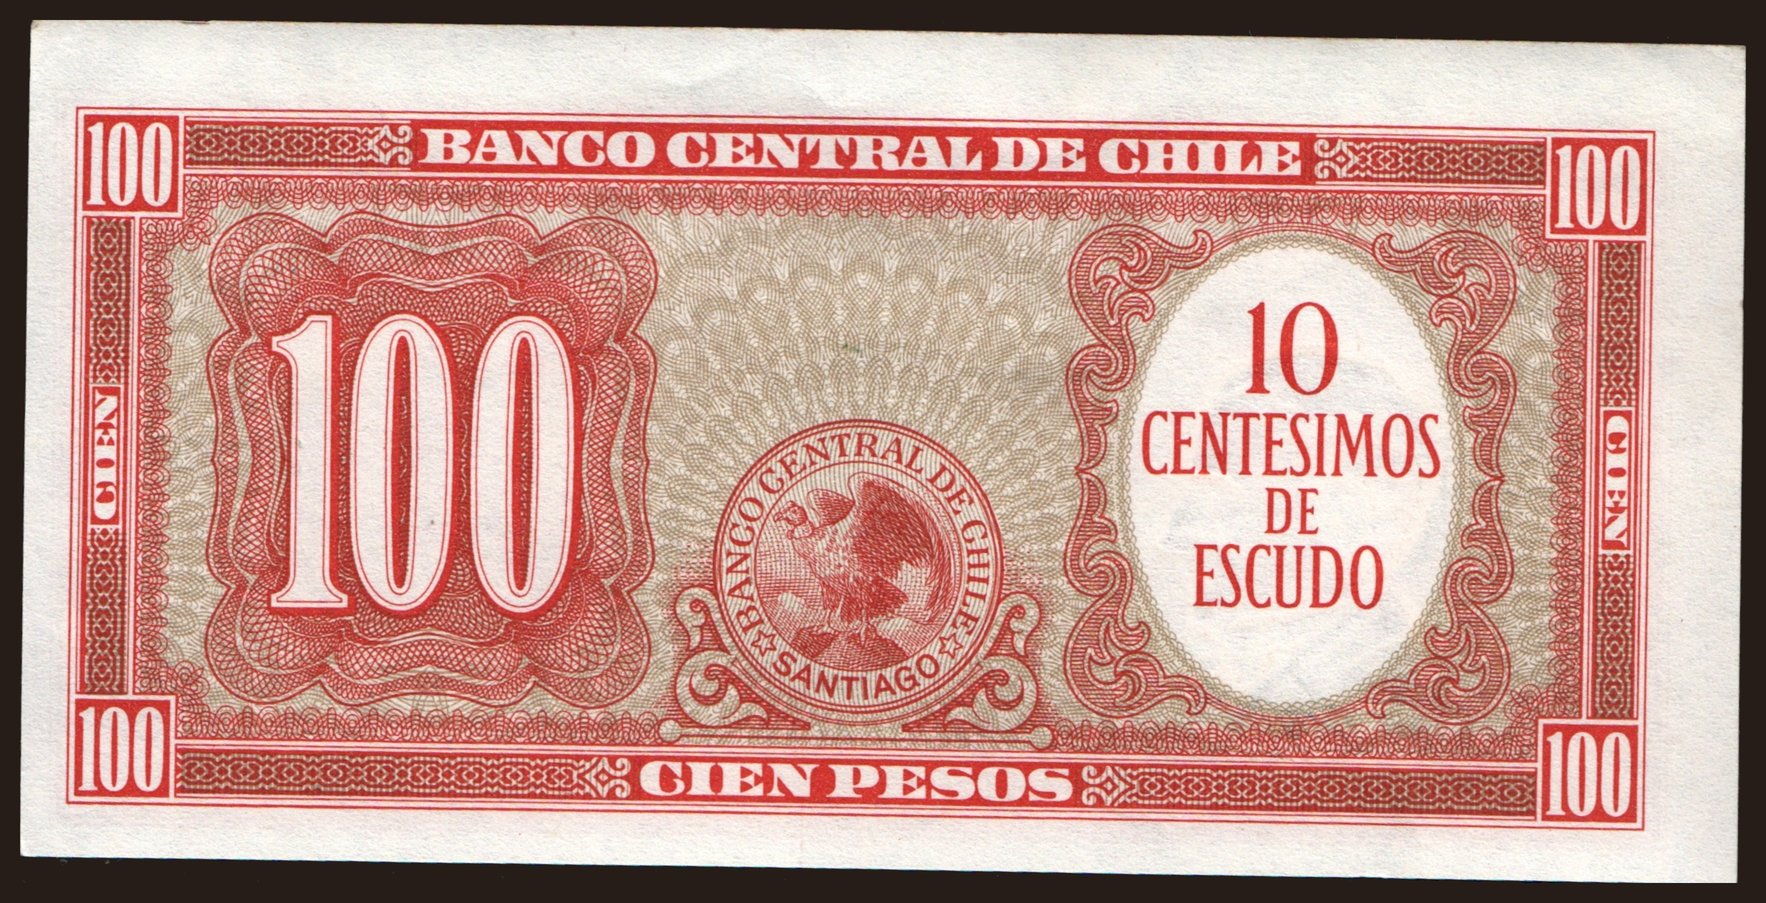 100
BANCO CENTRAL DE CHILE
100
CIEN
100
BANCO CENTRAL DE CHILE
SANTIAGO
10
CENTESIMOS
DE
ESCUDO
CIEN
100
CIEN PESOS
100